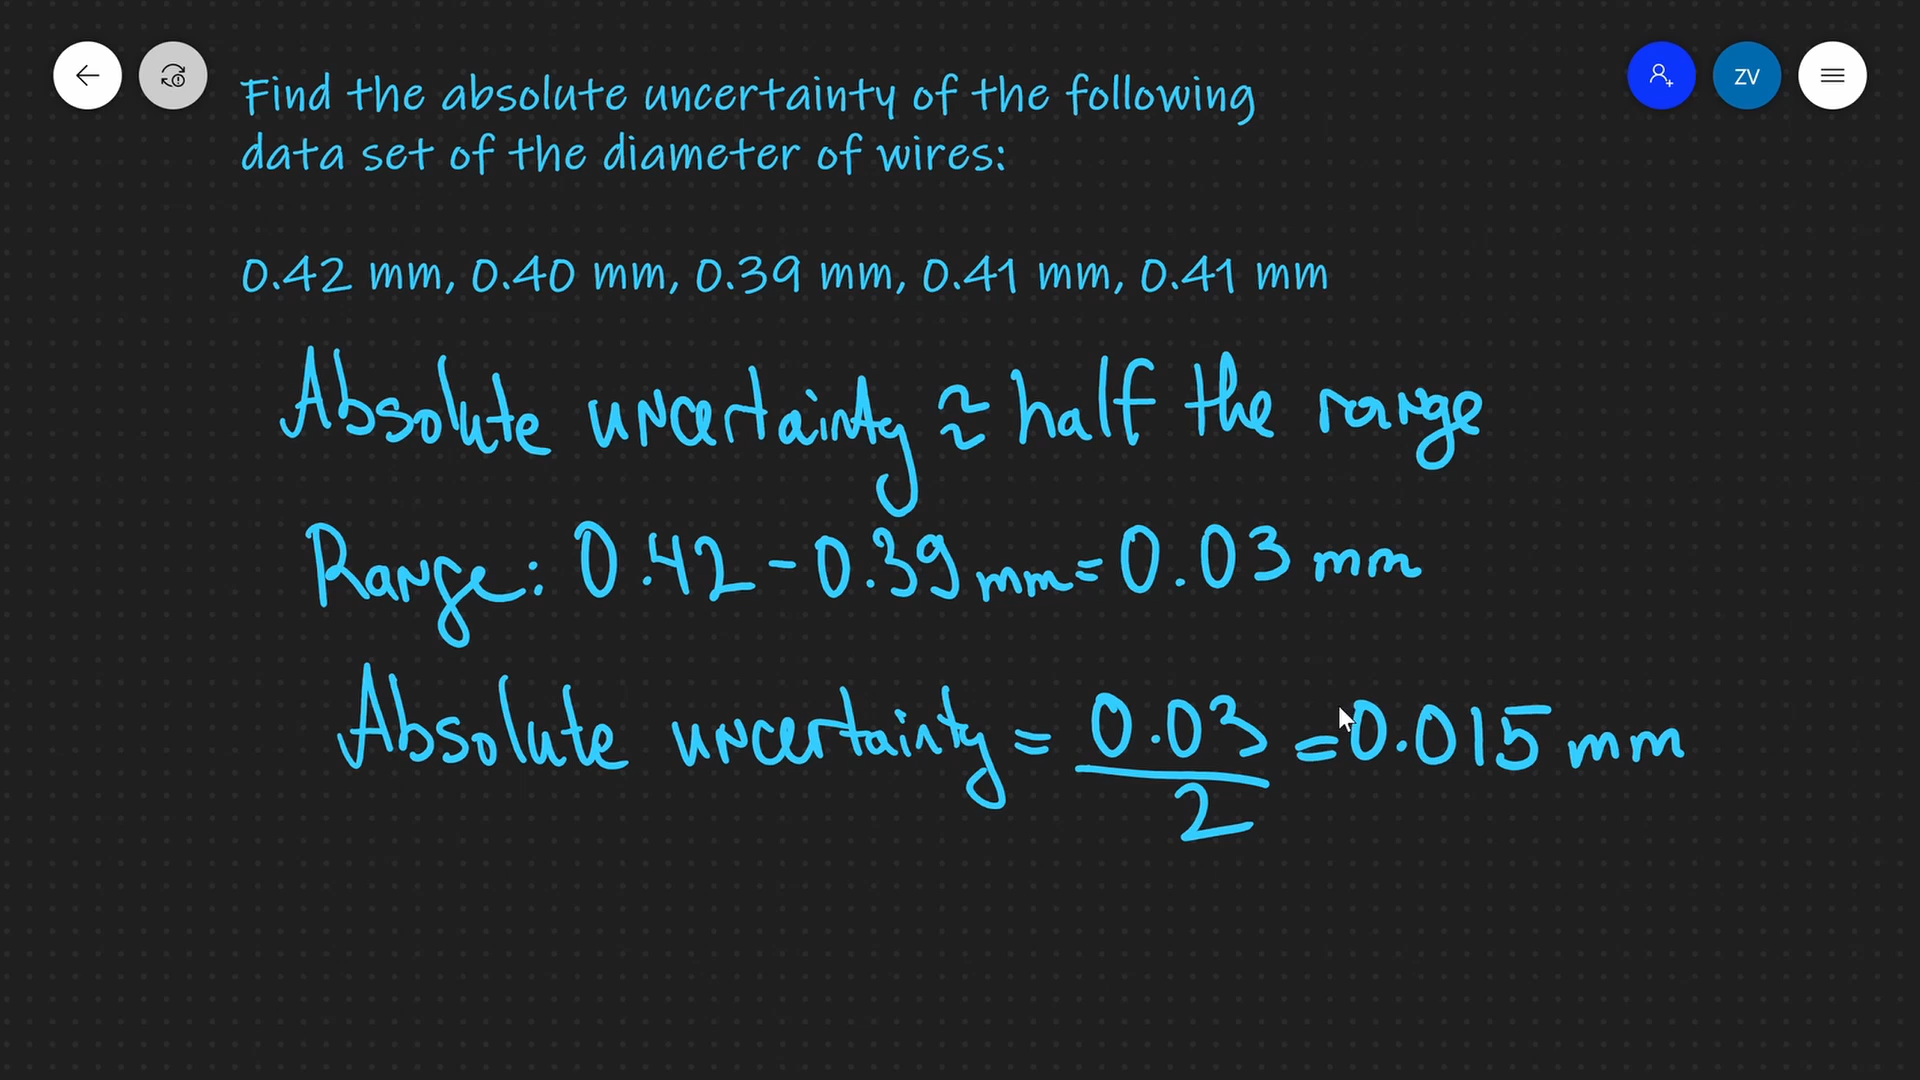 ZV
Find the absolute uncertainty of the following
data set of the diameter of wires:
0.42 mm, 0.40 mm, 0.39 mm, 0.41 mm, 0.41 mm
Absolute uncertainty ≈ half the range
Range: 0.42 - 0.39 mm = 0.03 mm
Absolute uncertainty = 0.03 = 0.015 mm
2